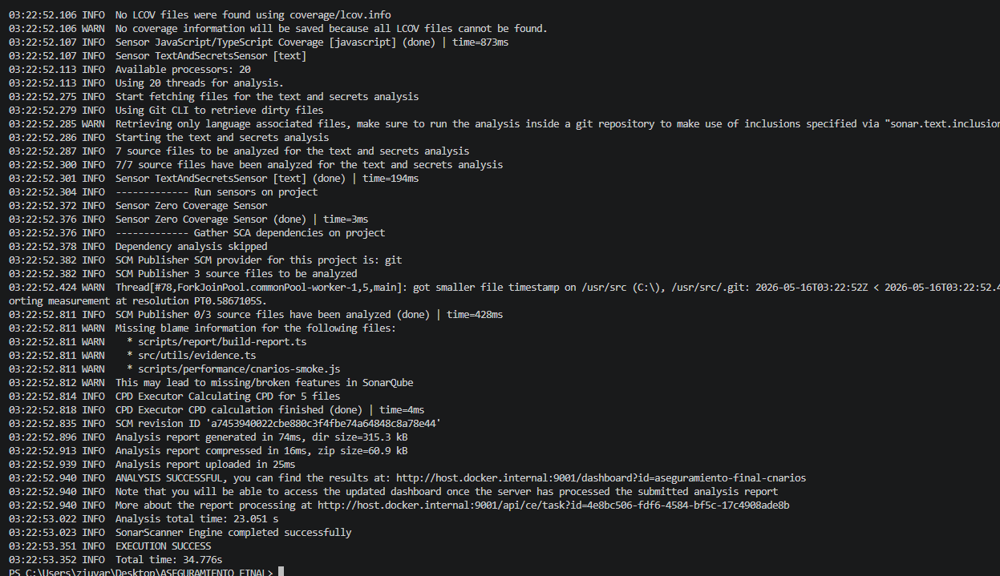 03:22:52.106 INFO  No LCOV files were found using coverage/lcov.info
03:22:52.106 WARN  No coverage information will be saved because all LCOV files cannot be found.
03:22:52.107 INFO  Sensor JavaScript/TypeScript Coverage [javascript] (done) | time=873ms
03:22:52.107 INFO  Sensor TextAndSecretsSensor [text]
03:22:52.113 INFO  Available processors: 20
03:22:52.113 INFO  Using 20 threads for analysis.
03:22:52.275 INFO  Start fetching files for the text and secrets analysis
03:22:52.279 INFO  Using Git CLI to retrieve dirty files
03:22:52.285 WARN  Retrieving only language associated files, make sure to run the analysis inside a git repository to make use of inclusions specified via "sonar.text.inclusion
03:22:52.286 INFO  Starting the text and secrets analysis
03:22:52.287 INFO  7 source files to be analyzed for the text and secrets analysis
03:22:52.300 INFO  7/7 source files have been analyzed for the text and secrets analysis
03:22:52.301 INFO  Sensor TextAndSecretsSensor [text] (done) | time=194ms
03:22:52.304 INFO  ------------- Run sensors on project
03:22:52.372 INFO  Sensor Zero Coverage Sensor
03:22:52.376 INFO  Sensor Zero Coverage Sensor (done) | time=3ms
03:22:52.376 INFO  ------------- Gather SCA dependencies on project
03:22:52.378 INFO  Dependency analysis skipped
03:22:52.382 INFO  SCM Publisher SCM provider for this project is: git
03:22:52.382 INFO  SCM Publisher 3 source files to be analyzed
03:22:52.424 WARN  Thread[#78,ForkJoinPool.commonPool-worker-1,5,main]: got smaller file timestamp on /usr/src (C:\), /usr/src/.git: 2026-05-16T03:22:52Z < 2026-05-16T03:22:52.4
orting measurement at resolution PT0.5867105S.
03:22:52.811 INFO  SCM Publisher 0/3 source files have been analyzed (done) | time=428ms
03:22:52.811 WARN  Missing blame information for the following files:
03:22:52.811 WARN    * scripts/report/build-report.ts
03:22:52.811 WARN    * src/utils/evidence.ts
03:22:52.811 WARN    * scripts/performance/cnarios-smoke.js
03:22:52.812 WARN  This may lead to missing/broken features in SonarQube
03:22:52.814 INFO  CPD Executor Calculating CPD for 5 files
03:22:52.818 INFO  CPD Executor CPD calculation finished (done) | time=4ms
03:22:52.835 INFO  SCM revision ID 'a7453940022cbe880c3f4fbe74a64848c8a78e44'
03:22:52.896 INFO  Analysis report generated in 74ms, dir size=315.3 kB
03:22:52.913 INFO  Analysis report compressed in 16ms, zip size=60.9 kB
03:22:52.939 INFO  Analysis report uploaded in 25ms
03:22:52.940 INFO  ANALYSIS SUCCESSFUL, you can find the results at: http://host.docker.internal:9001/dashboard?id=aseguramiento-final-cnarios
03:22:52.940 INFO  Note that you will be able to access the updated dashboard once the server has processed the submitted analysis report
03:22:52.940 INFO  More about the report processing at http://host.docker.internal:9001/api/ce/task?id=4e8bc506-fdf6-4584-bf5c-17c4908ade8b
03:22:53.022 INFO  Analysis total time: 23.051 s
03:22:53.023 INFO  SonarScanner Engine completed successfully
03:22:53.351 INFO  EXECUTION SUCCESS
03:22:53.352 INFO  Total time: 34.776s
PS C:\Users\zjuvar\Desktop\ASEGURAMIENTO FINAL>